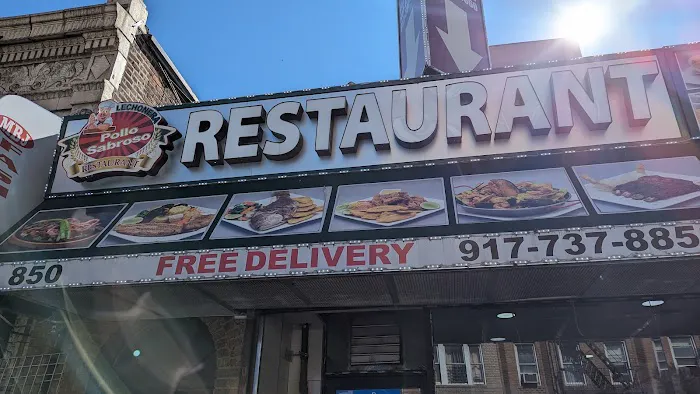 LECHONERA
Pollo
Sabroso
RESTAURANT
RESTAURANT
850
FREE DELIVERY
917-737-885